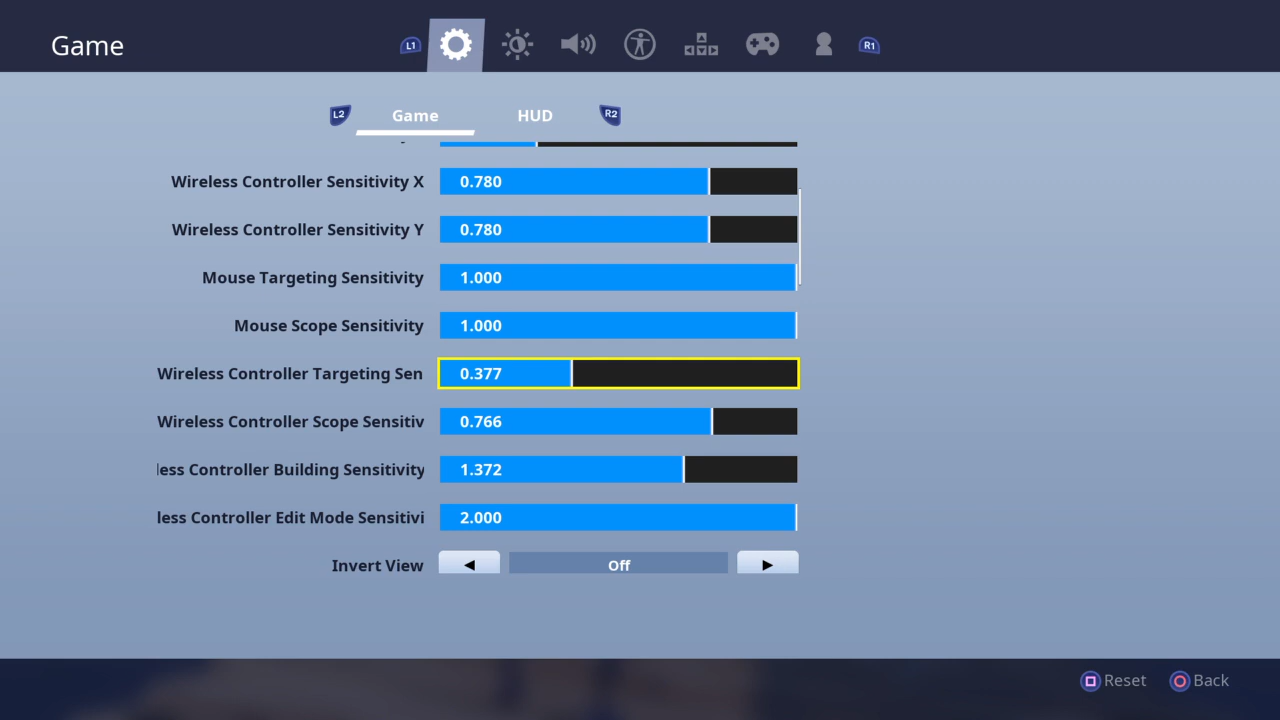 Game
L1
R1
L2
Game
HUD
R2
Wireless Controller Sensitivity X
0.780
Wireless Controller Sensitivity Y
0.780
Mouse Targeting Sensitivity
1.000
Mouse Scope Sensitivity
1.000
Wireless Controller Targeting Sen
0.377
Wireless Controller Scope Sensitiv
0.766
less Controller Building Sensitivity
1.372
less Controller Edit Mode Sensitivi
2.000
Invert View
Off
Reset
Back